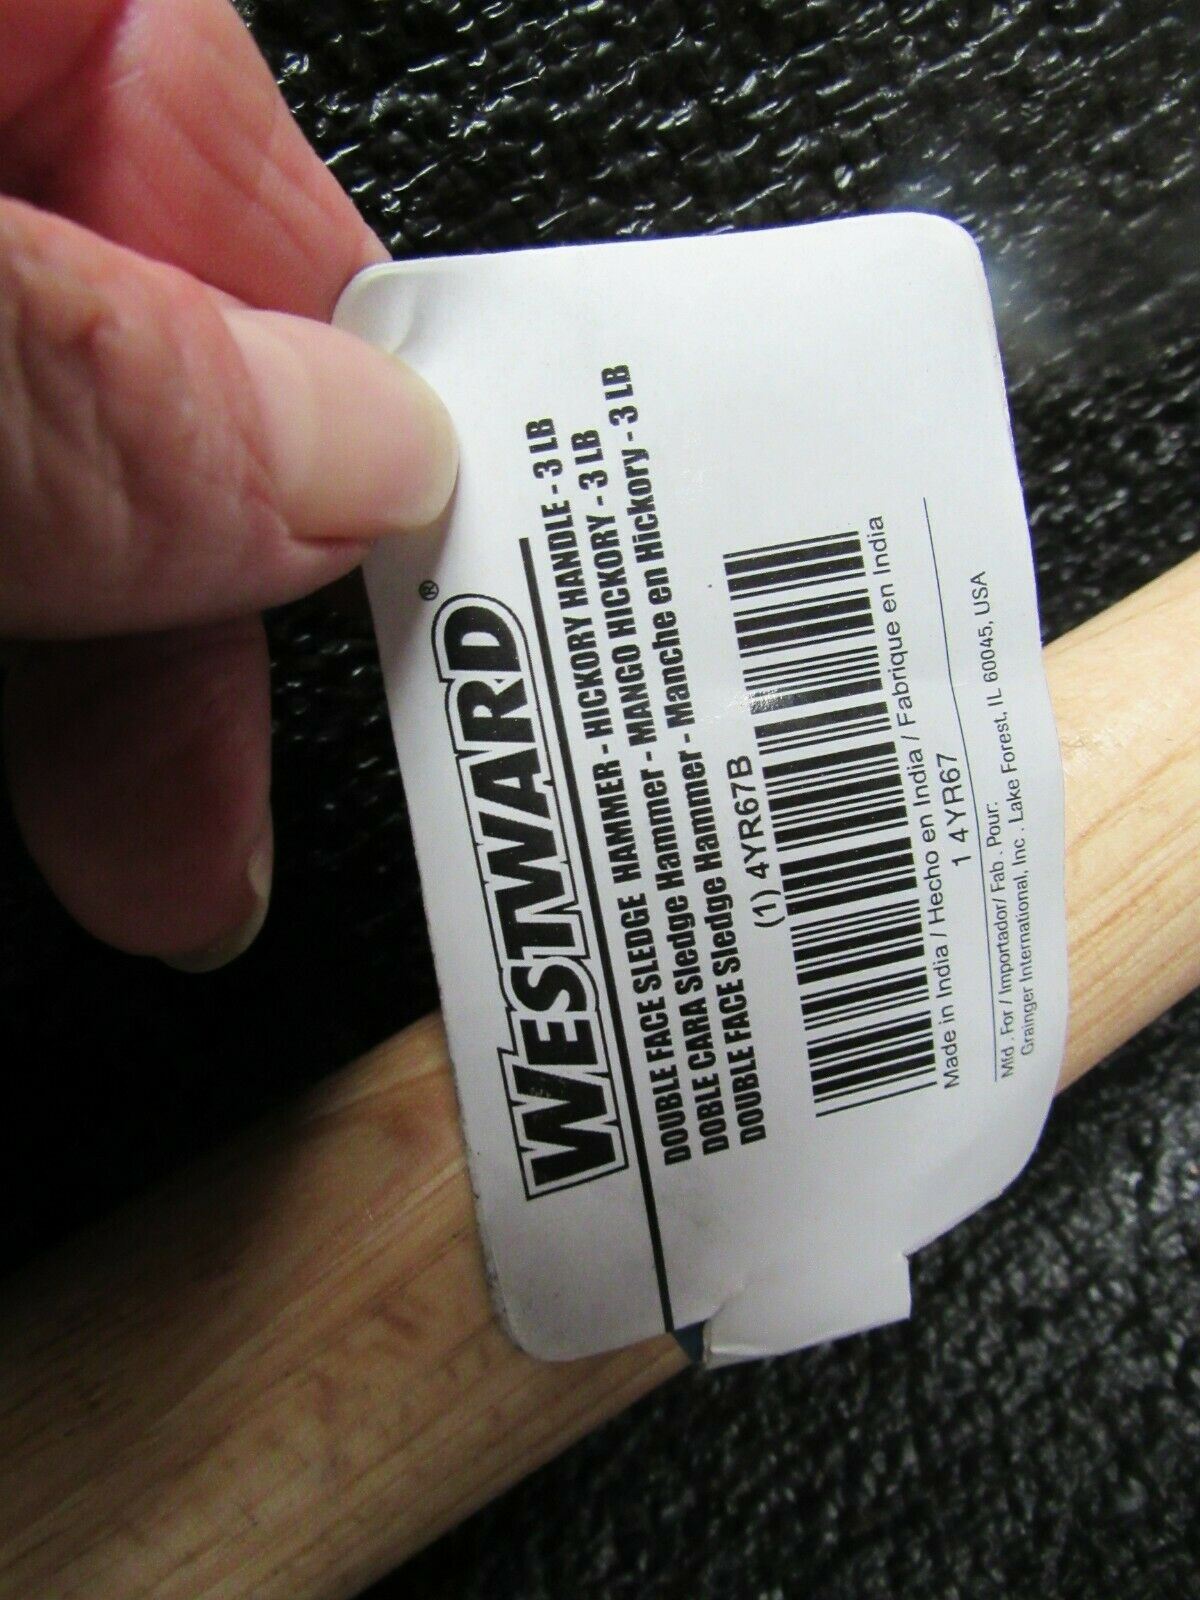 WESTWARD®
DOUBLE FACE SLEDGE HAMMER - HICKORY HANDLE - 3 LB
DOBLE CARA Sledge Hammer - MANGO HICKORY - 3 LB
DOUBLE FACE Sledge Hammer - Manche en Hickory - 3 LB
(1) 4YR67B
Made in India / Hecho en India / Fabrique en India
1 4YR67
Mfd . For / Importador/ Fab . Pour:
Grainger International, Inc . Lake Forest, IL 60045, USA